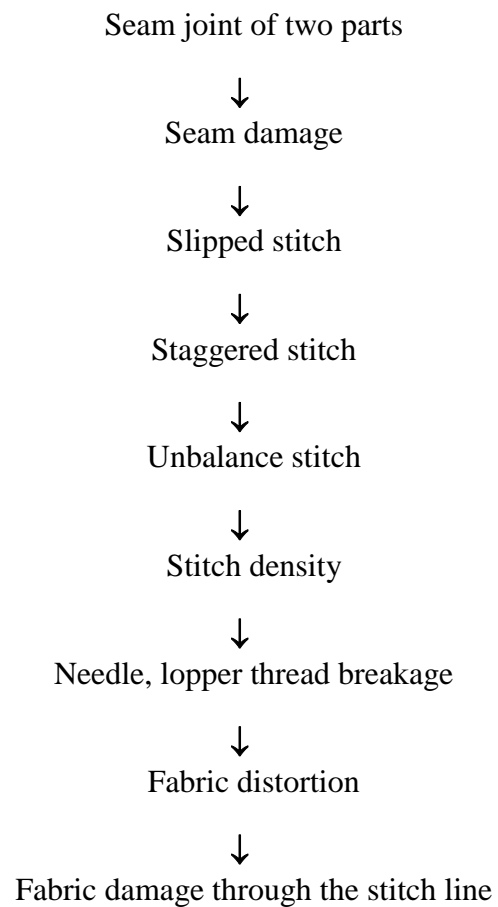 Seam joint of two parts
↓
Seam damage
↓
Slipped stitch
↓
Staggered stitch
↓
Unbalance stitch
↓
Stitch density
↓
Needle, lopper thread breakage
↓
Fabric distortion
↓
Fabric damage through the stitch line